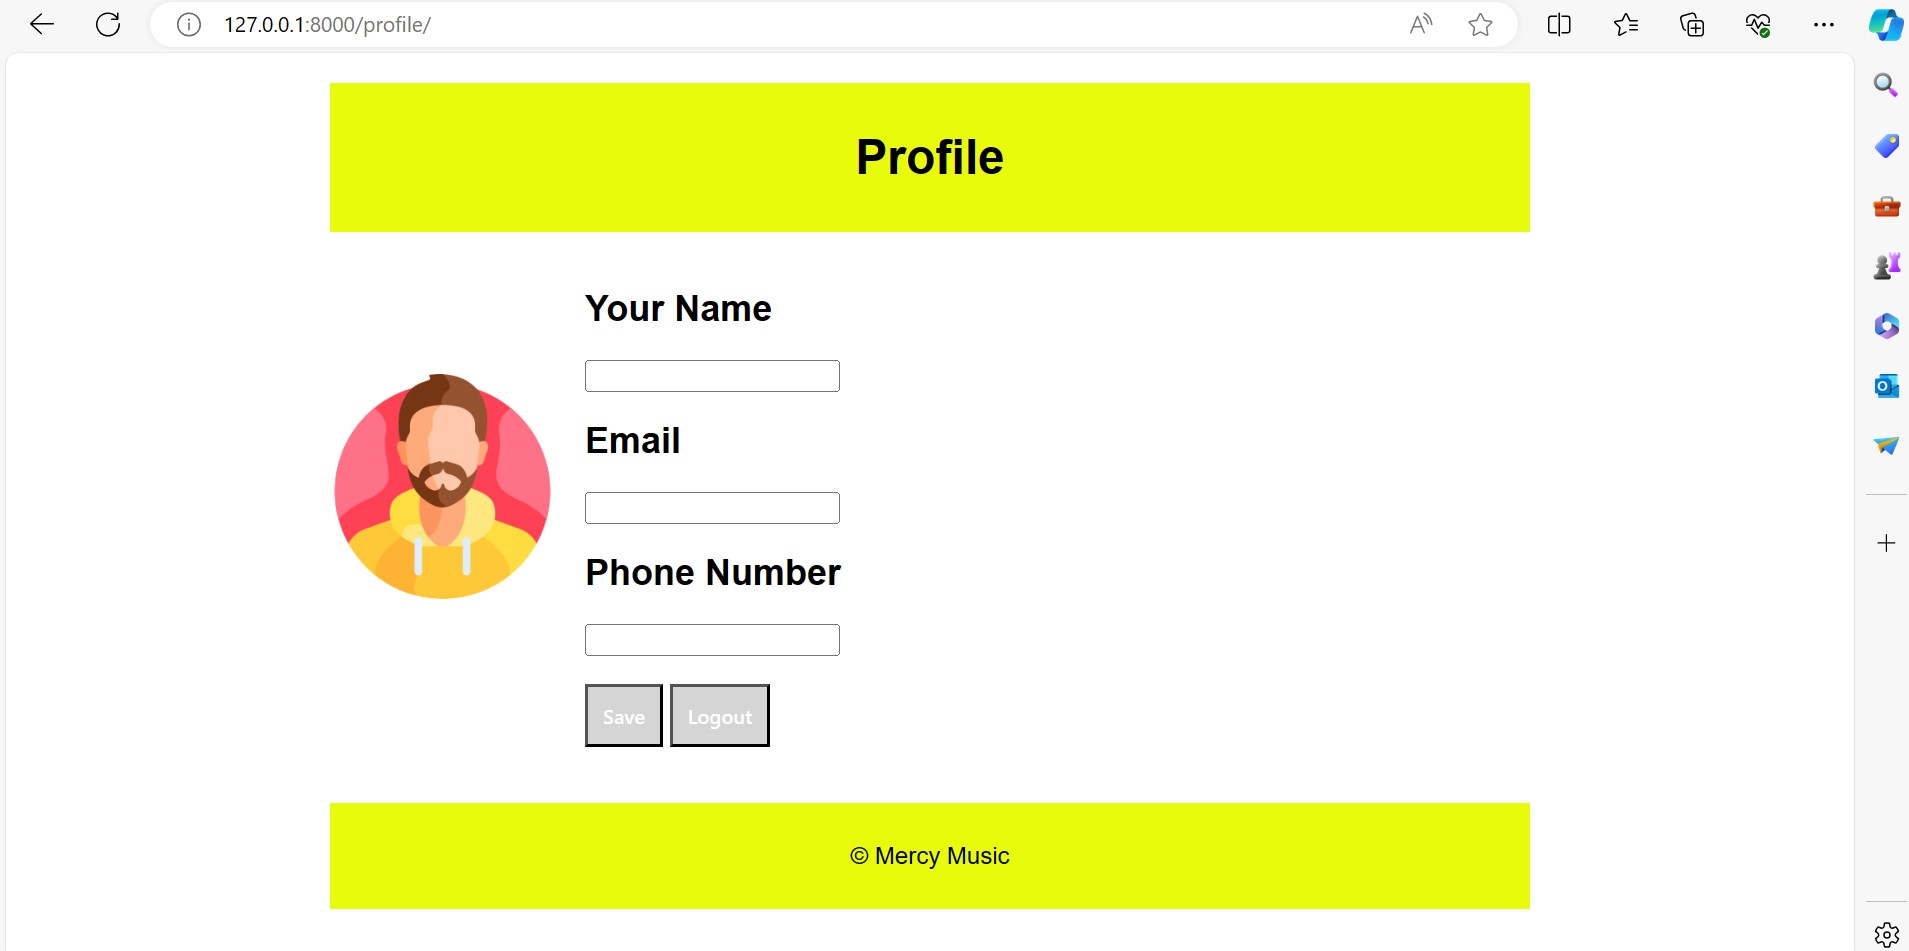 127.0.0.1:8000/profile/
Profile
Your Name
Email
Phone Number
Save Logout
© Mercy Music